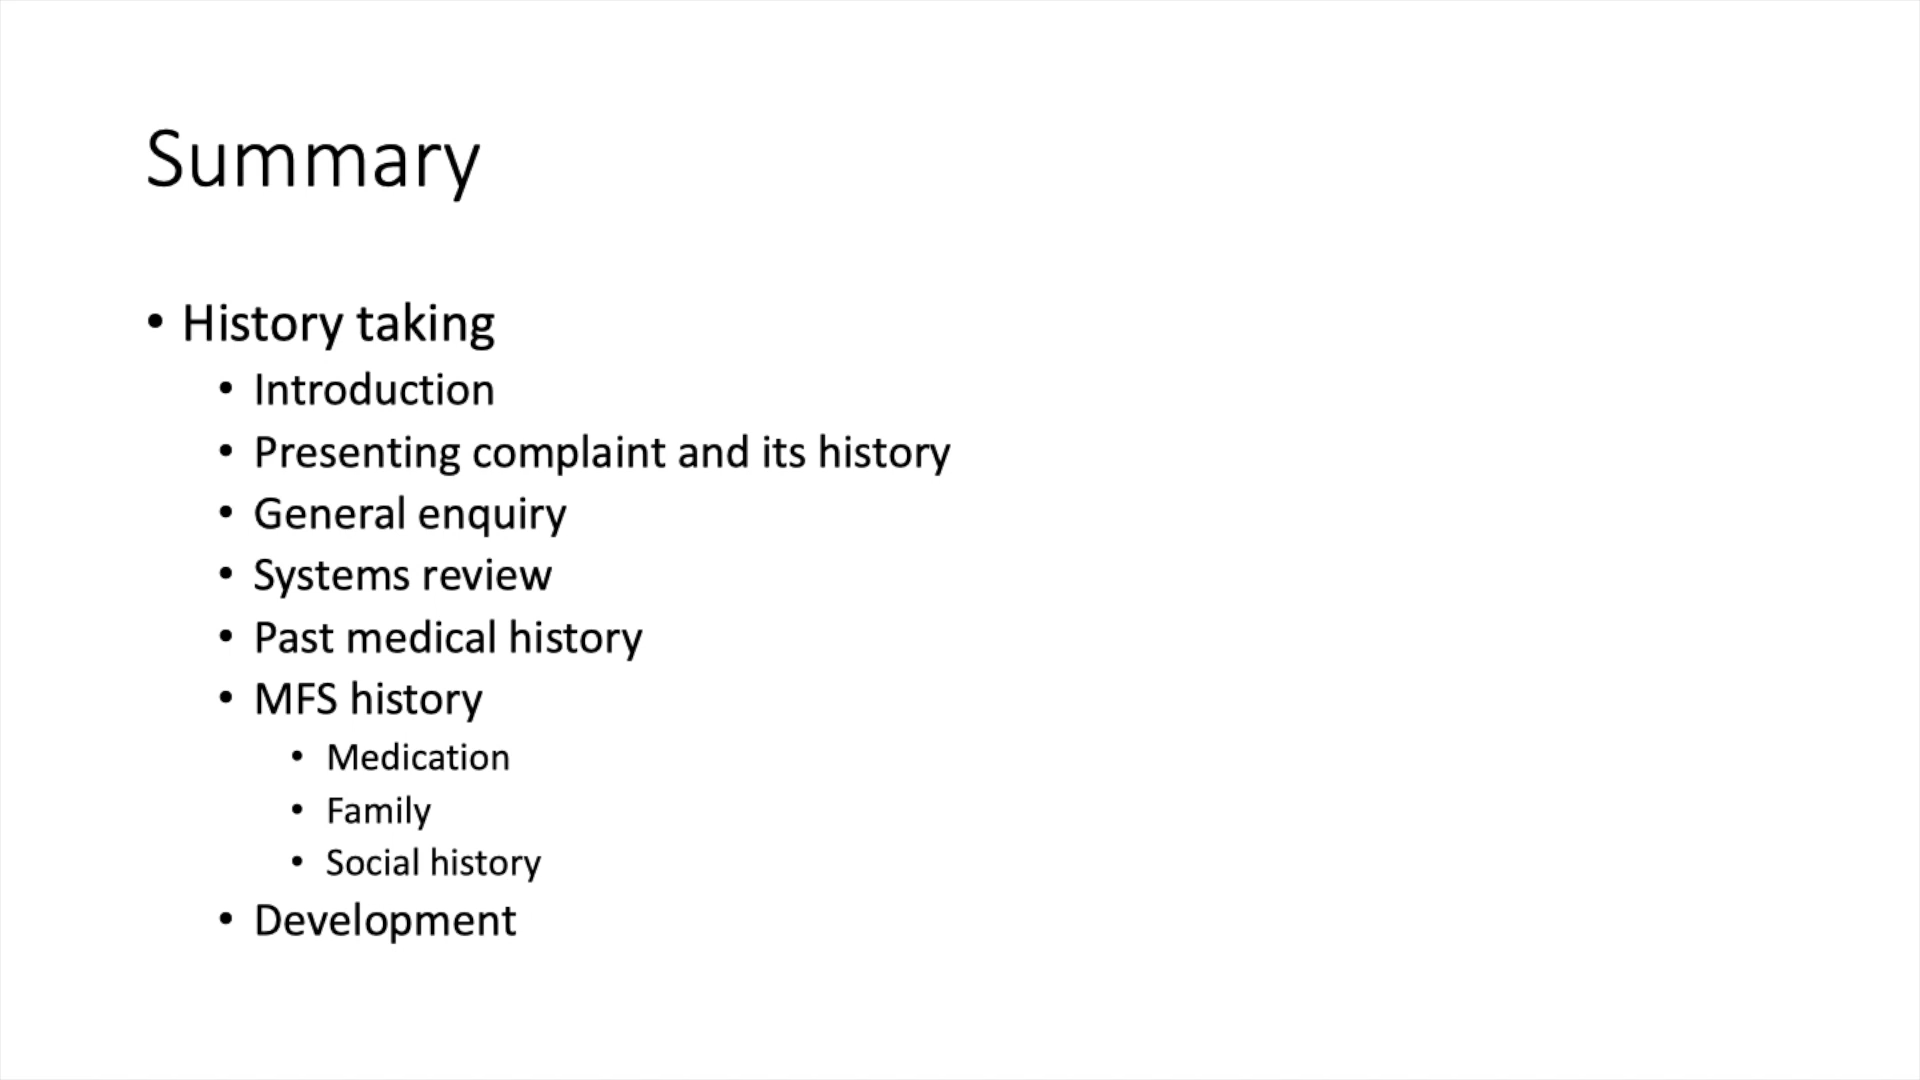 Summary
• History taking
• Introduction
• Presenting complaint and its history
• General enquiry
• Systems review
• Past medical history
• MFS history
• Medication
• Family
• Social history
• Development